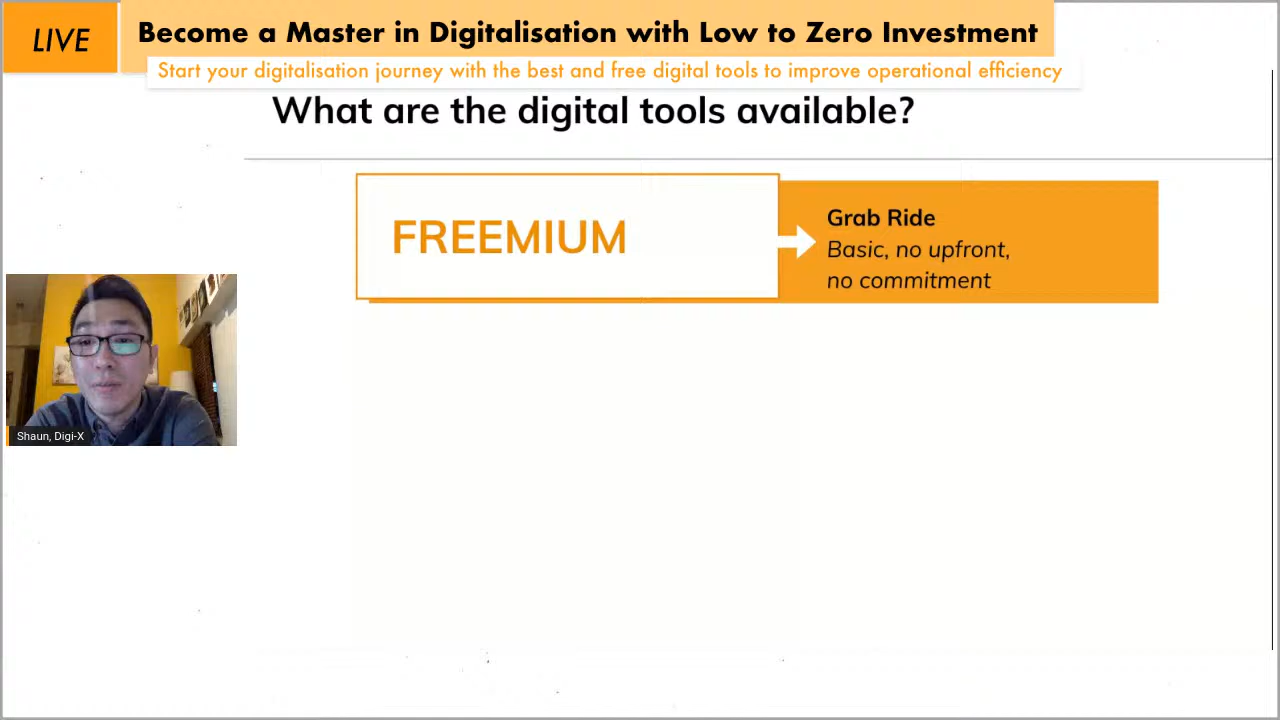 LIVE
Become a Master in Digitalisation with Low to Zero Investment
Start your digitalisation journey with the best and free digital tools to improve operational efficiency
What are the digital tools available?
FREEMIUM
Grab Ride
Basic, no upfront,
no commitment
Shaun, Digi-X